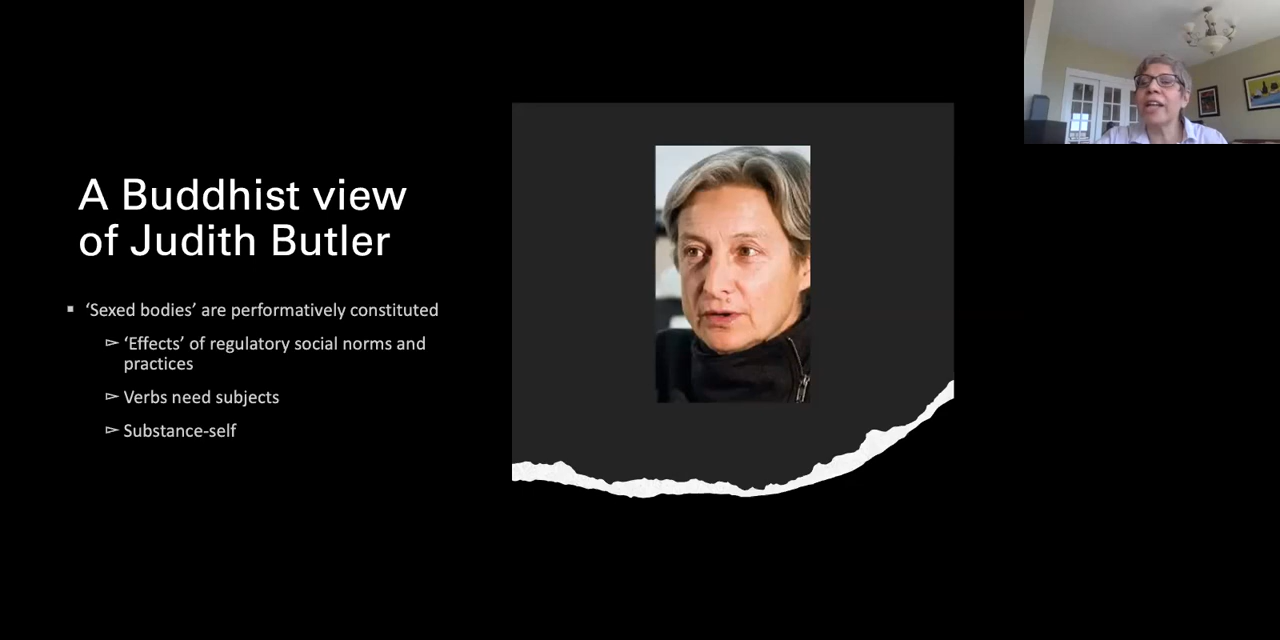 A Buddhist view
of Judith Butler
▪ ‘Sexed bodies’ are performatively constituted
▻ ‘Effects’ of regulatory social norms and
practices
▻ Verbs need subjects
▻ Substance-self